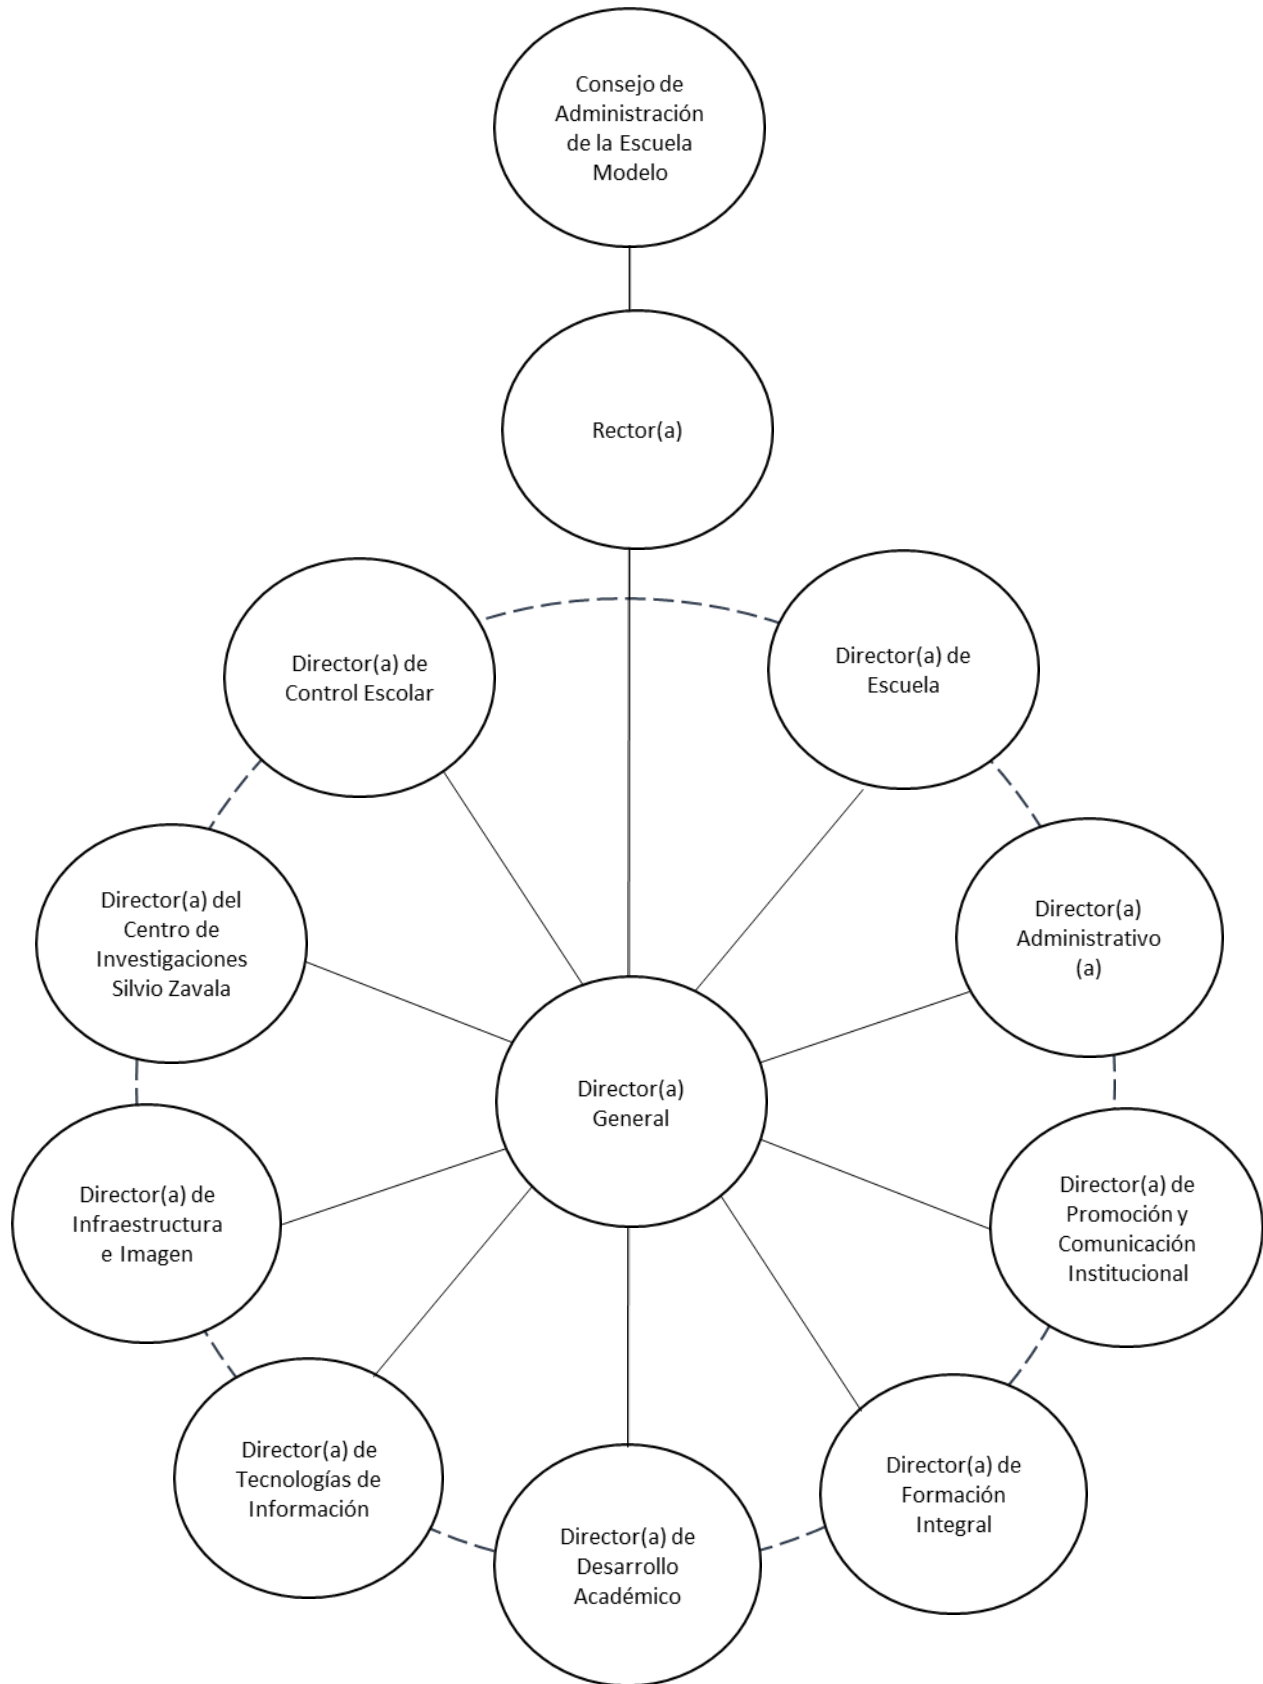 Consejo de
Administración
de la Escuela
Modelo
Rector(a)
Director(a) de
Control Escolar
Director(a) de
Escuela
Director(a) del
Centro de
Investigaciones
Silvio Zavala
Director(a)
Administrativo
(a)
Director(a)
General
Director(a) de
Infraestructura
e Imagen
Director(a) de
Promoción y
Comunicación
Institucional
Director(a) de
Tecnologías de
Información
Director(a) de
Desarrollo
Académico
Director(a) de
Formación
Integral